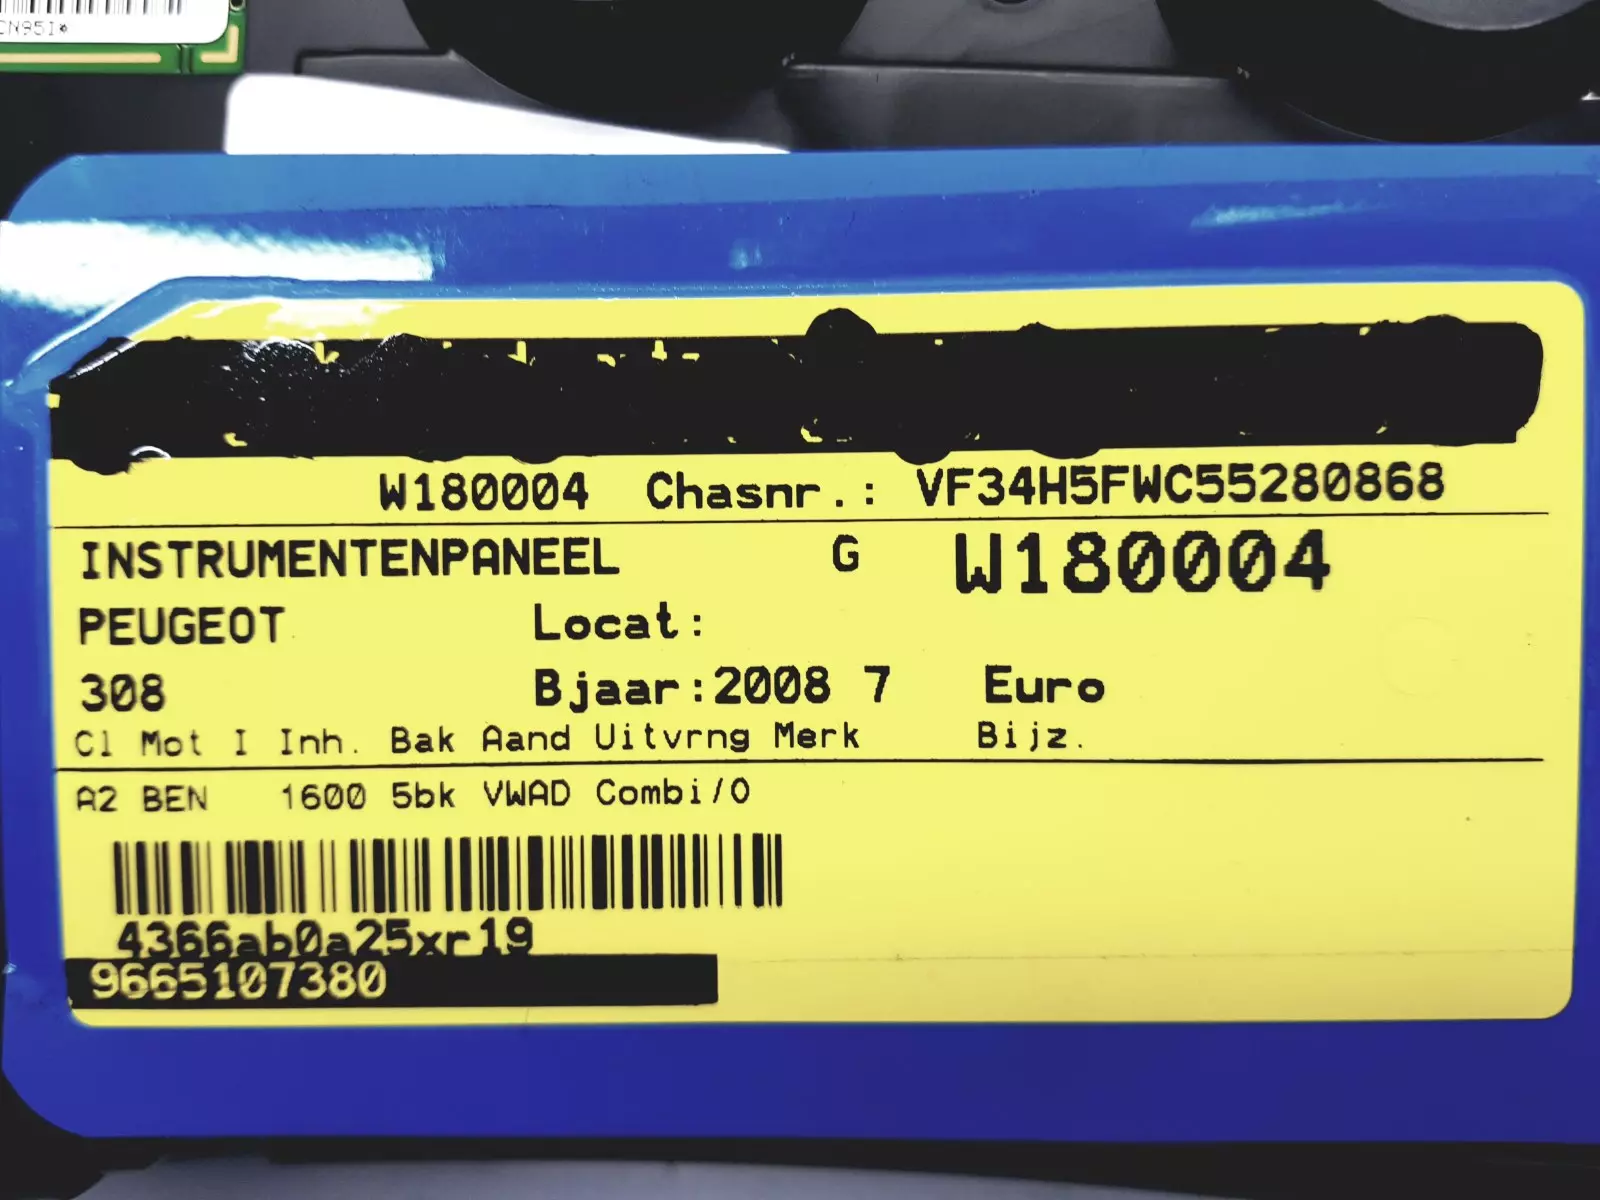 CN95I*
W180004 Chasnr.: VF34H5FWC55280868
INSTRUMENTENPANEEL G W180004
PEUGEOT Locat:
308 Bjaar:2008 7 Euro
Cl Mot I Inh. Bak Aand Uitvrng Merk Bijz.
A2 BEN 1600 5bk VWAD Combi/O
4366ab0a25xr19
9665107380